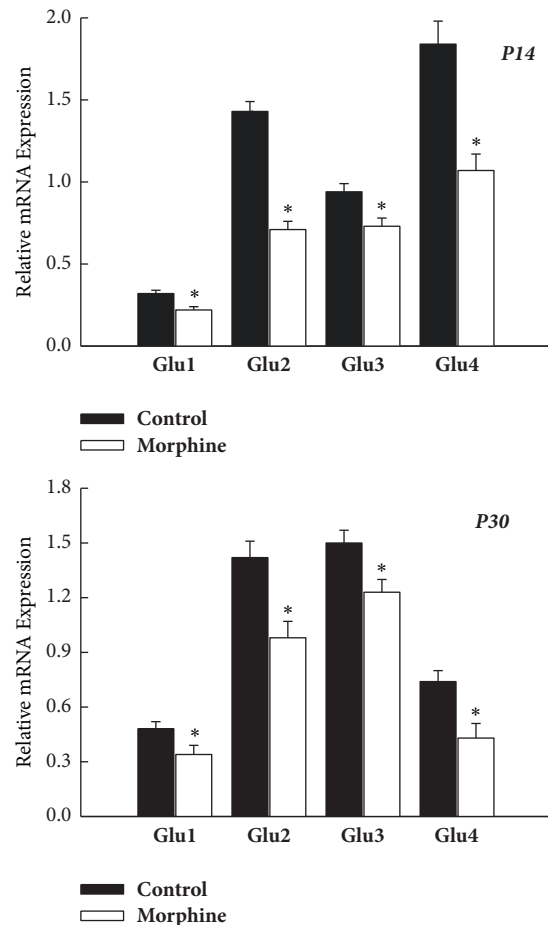 2.0
P14
1.5
1.0
0.5
0.0
Relative mRNA Expression
* * * *
Glu1 Glu2 Glu3 Glu4
Control
Morphine
1.8
P30
1.5
1.2
0.9
0.6
0.3
0.0
Relative mRNA Expression
* * * *
Glu1 Glu2 Glu3 Glu4
Control
Morphine